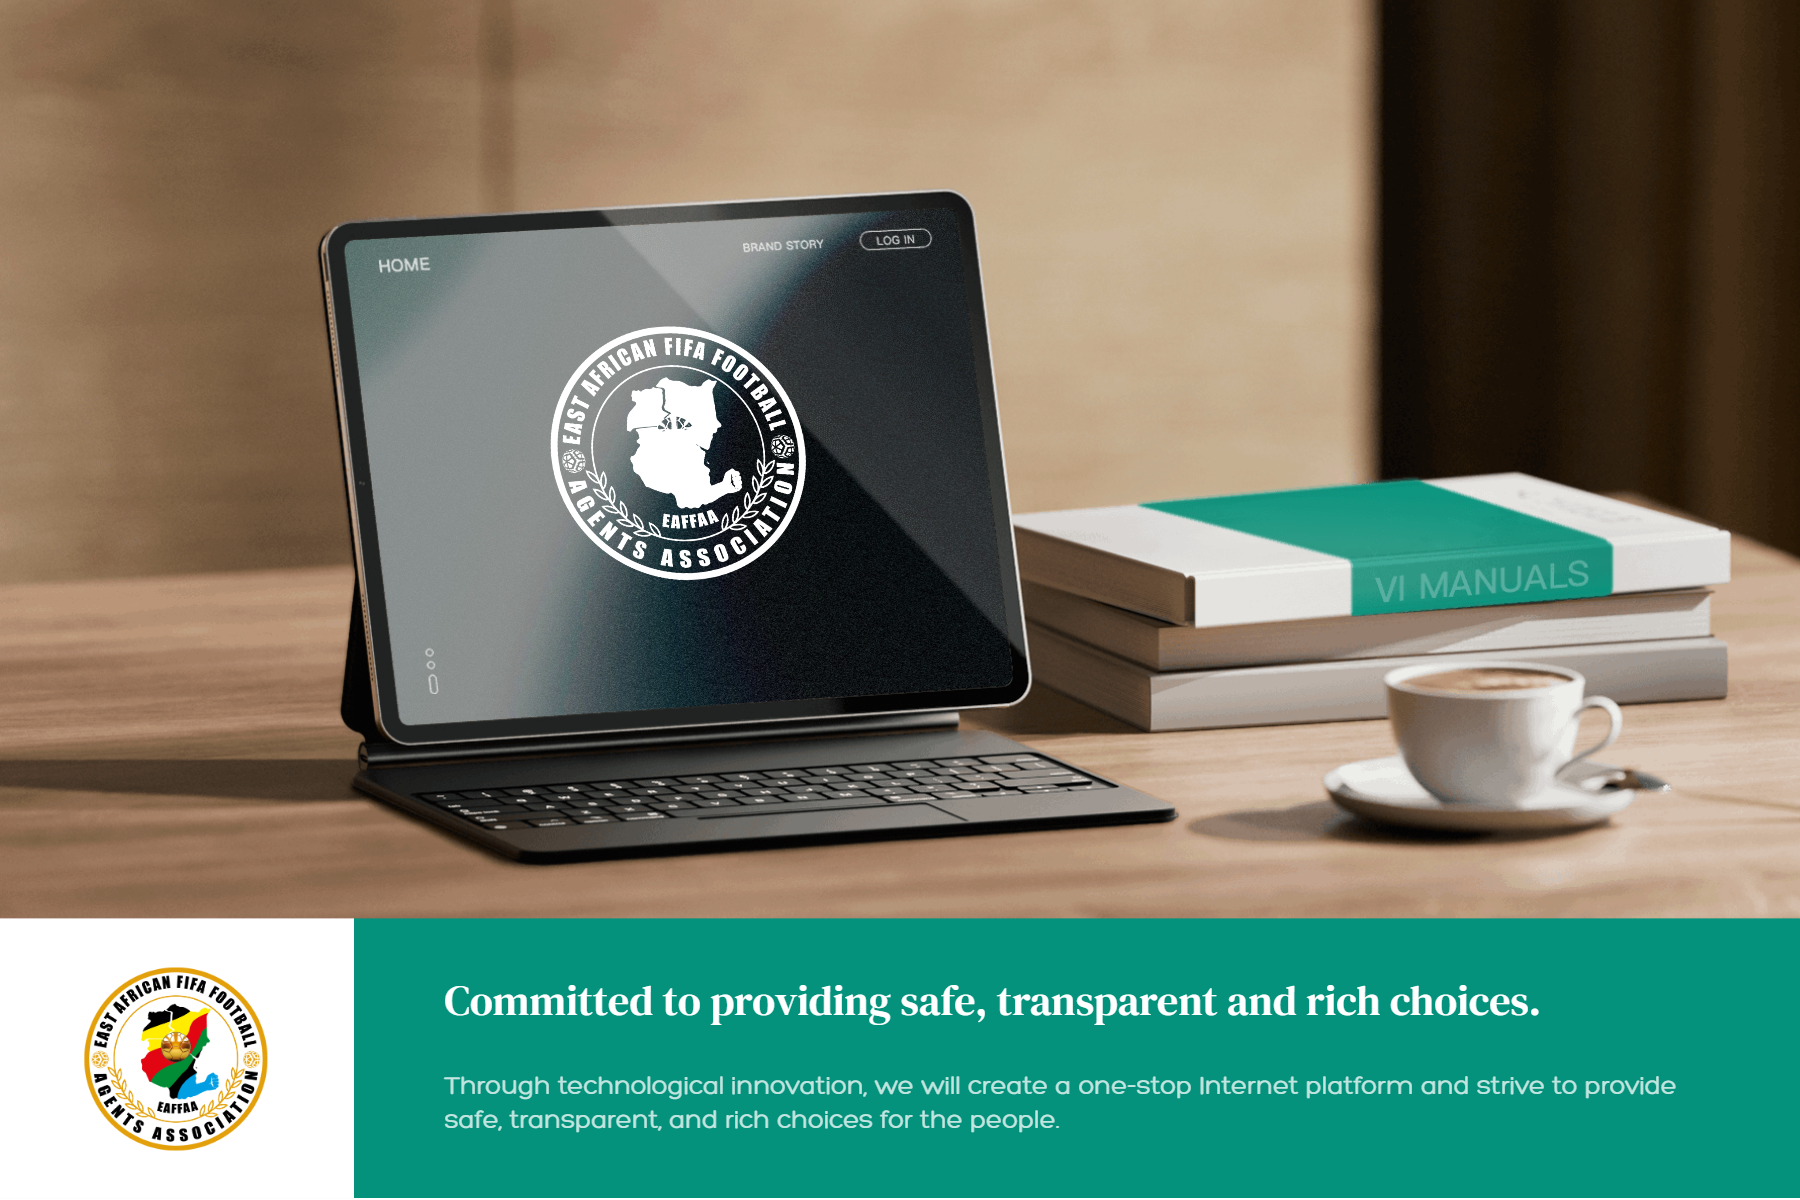 HOME
BRAND STORY
LOG IN
EAST AFRICAN FIFA FOOTBALL
EAFFAA
AGENTS ASSOCIATION
VI MANUALS
EAST AFRICAN FIFA FOOTBALL
EAFFAA
AGENTS ASSOCIATION
Committed to providing safe, transparent and rich choices.
Through technological innovation, we will create a one-stop Internet platform and strive to provide
safe, transparent, and rich choices for the people.